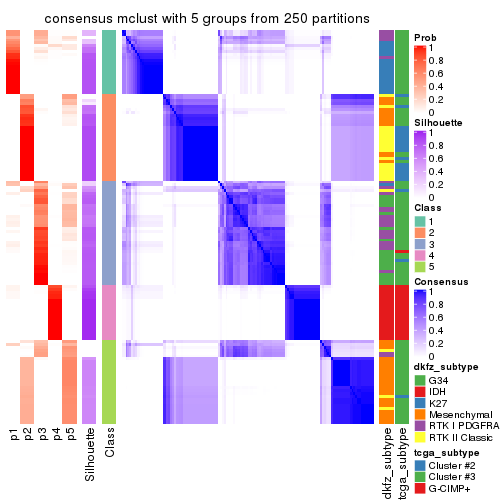 consensus mclust with 5 groups from 250 partitions
Prob
1
0.8
0.6
0.4
0.2
0
Silhouette
1
0.8
0.6
0.4
0.2
0
Class
1
2
3
4
5
Consensus
1
0.8
0.6
0.4
0.2
0
dkfz_subtype
G34
IDH
K27
Mesenchymal
RTK I PDGFRA
RTK II Classic
tcga_subtype
Cluster #2
Cluster #3
G-CIMP+
p1
p2
p3
p4
p5
Silhouette
Class
dkfz_subtype
tcga_subtype